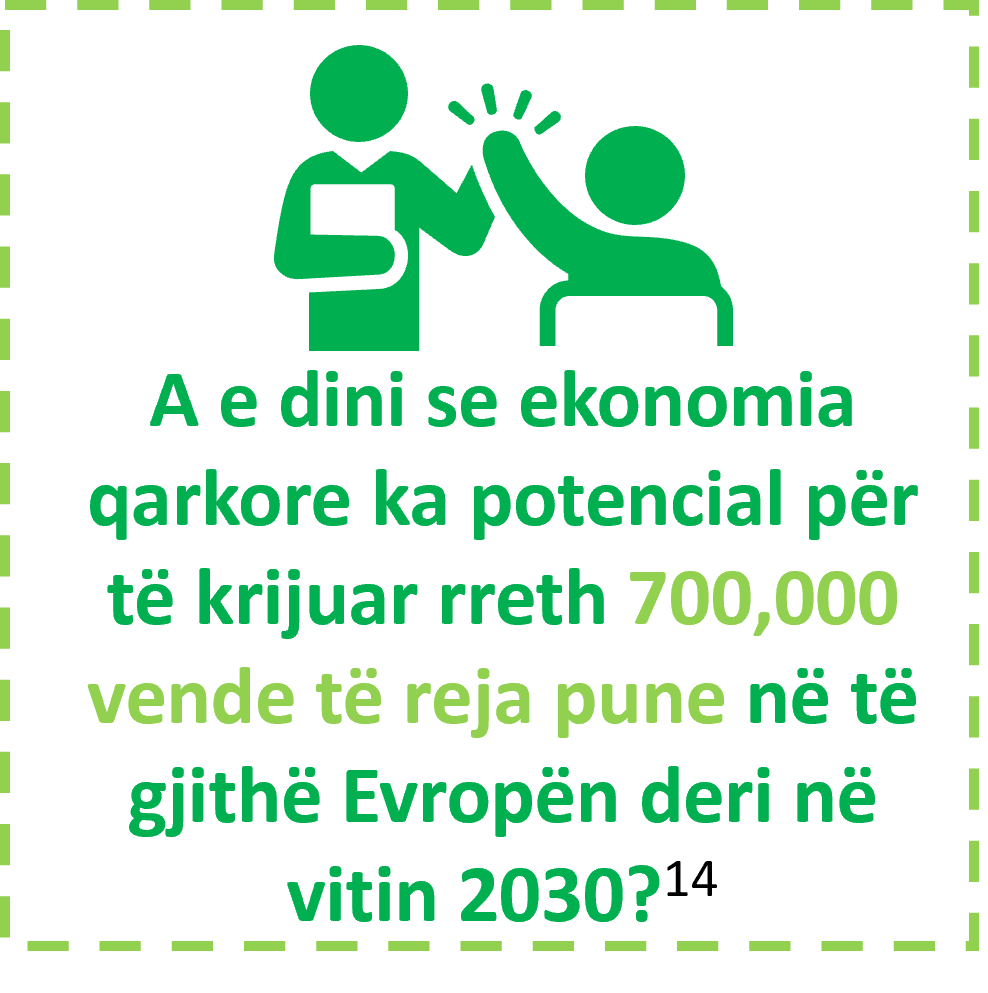 A e dini se ekonomia
qarkore ka potencial për
të krijuar rreth 700,000
vende të reja pune në të
gjithë Evropën deri në
vitin 2030?14